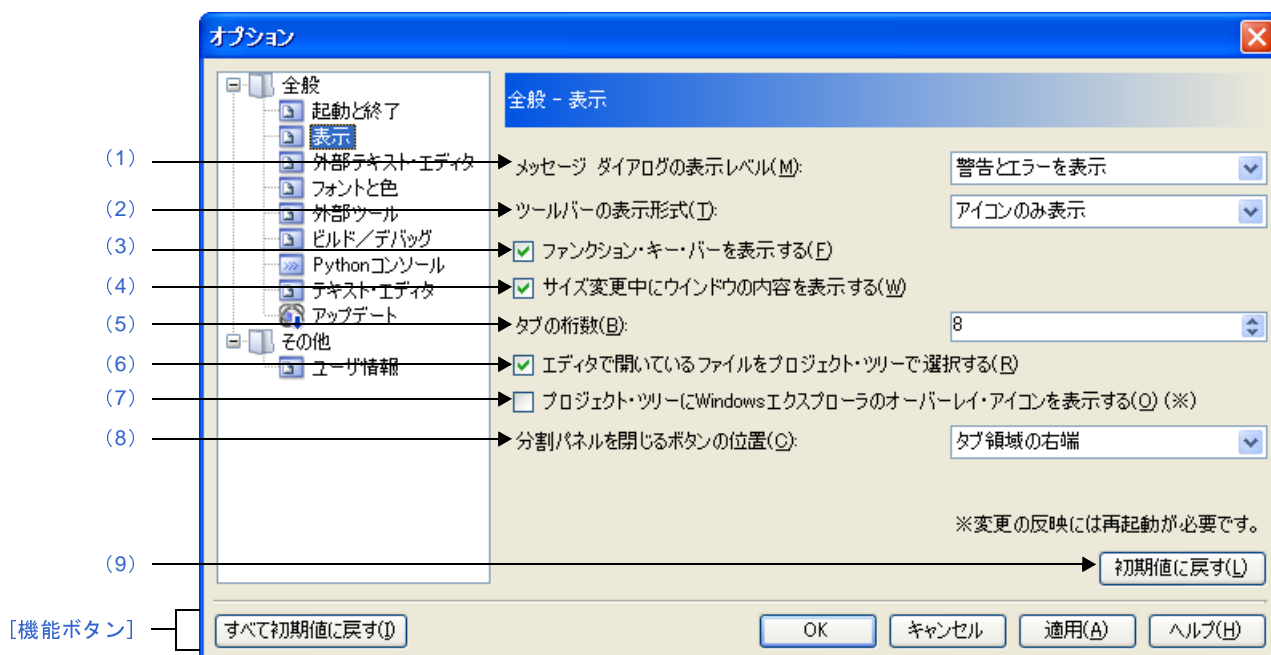 オプション
全般
起動と終了
表示
外部テキスト・エディタ
フォントと色
外部ツール
ビルド／デバッグ
Pythonコンソール
テキスト・エディタ
アップデート
その他
ユーザ情報
全般 - 表示
(1) メッセージ ダイアログの表示レベル(M): 警告とエラーを表示
(2) ツールバーの表示形式(T): アイコンのみ表示
(3) ファンクション・キー・バーを表示する(F)
(4) サイズ変更中にウインドウの内容を表示する(W)
(5) タブの桁数(B): 8
(6) エディタで開いているファイルをプロジェクト・ツリーで選択する(R)
(7) プロジェクト・ツリーにWindowsエクスプローラのオーバーレイ・アイコンを表示する(O) (※)
(8) 分割パネルを閉じるボタンの位置(C): タブ領域の右端
※変更の反映には再起動が必要です。
(9) 初期値に戻す(L)
[機能ボタン] すべて初期値に戻す(I) OK キャンセル 適用(A) ヘルプ(H)